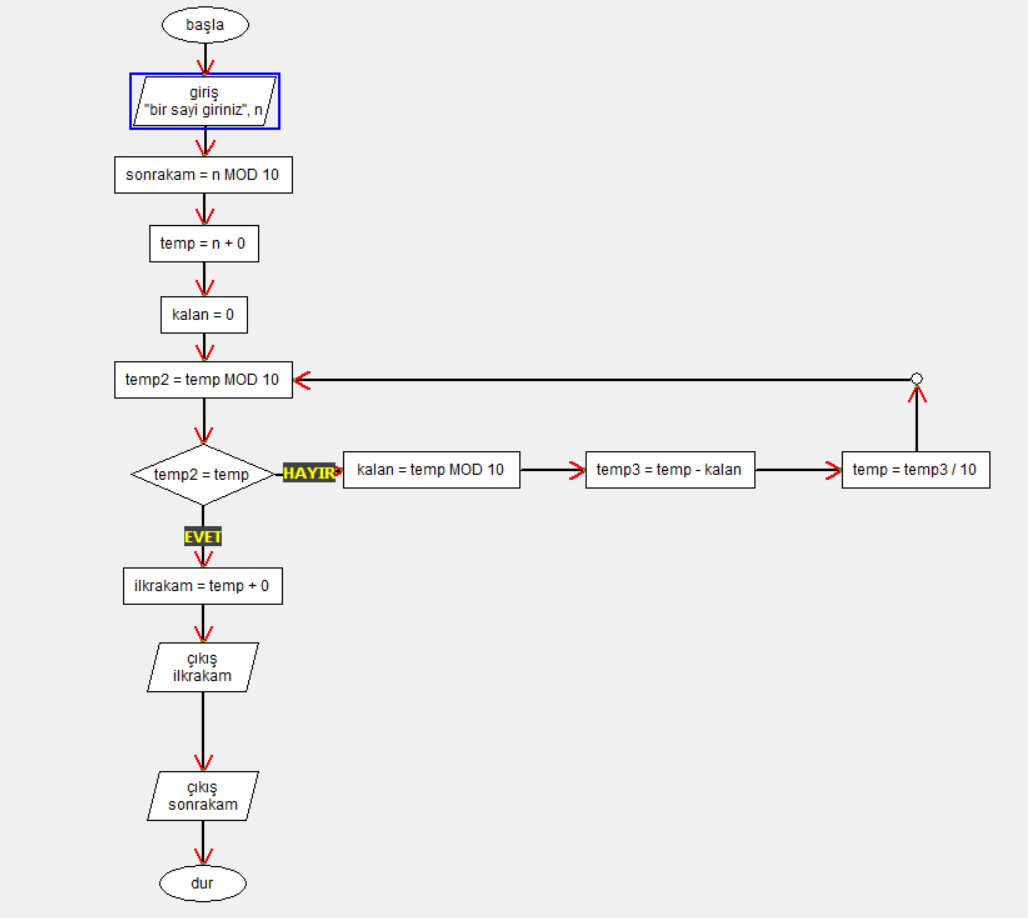 başla
giriş
"bir sayi giriniz", n
sonrakam = n MOD 10
temp = n + 0
kalan = 0
temp2 = temp MOD 10
temp2 = temp
HAYIR
kalan = temp MOD 10
temp3 = temp - kalan
temp = temp3 / 10
EVET
ilkrakam = temp + 0
çıkış
ilkrakam
çıkış
sonrakam
dur